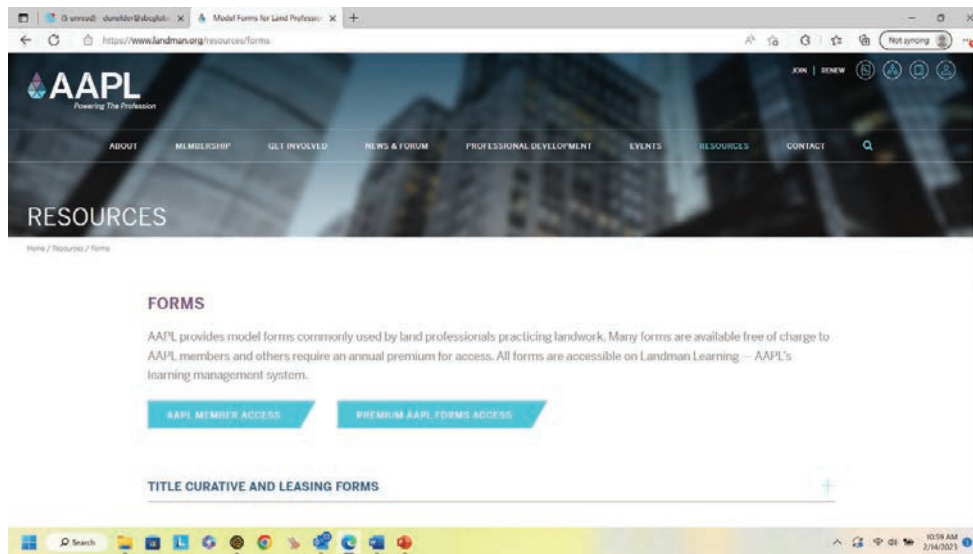 Model Forms for Land Professio
https://www.landman.org/resources/forms
Not syncing
AAPL
Powering The Profession
JOIN | RENEW
ABOUT MEMBERSHIP GET INVOLVED NEWS & FORUM PROFESSIONAL DEVELOPMENT EVENTS RESOURCES CONTACT
RESOURCES
Home / Resources / Forms
FORMS
AAPL provides model forms commonly used by land professionals practicing landwork. Many forms are available free of charge to
AAPL members and others require an annual premium for access. All forms are accessible on Landman Learning — AAPL's
learning management system.
AAPL MEMBER ACCESS PREMIUM AAPL FORMS ACCESS
TITLE CURATIVE AND LEASING FORMS
Search
10:59 AM
2/14/2023